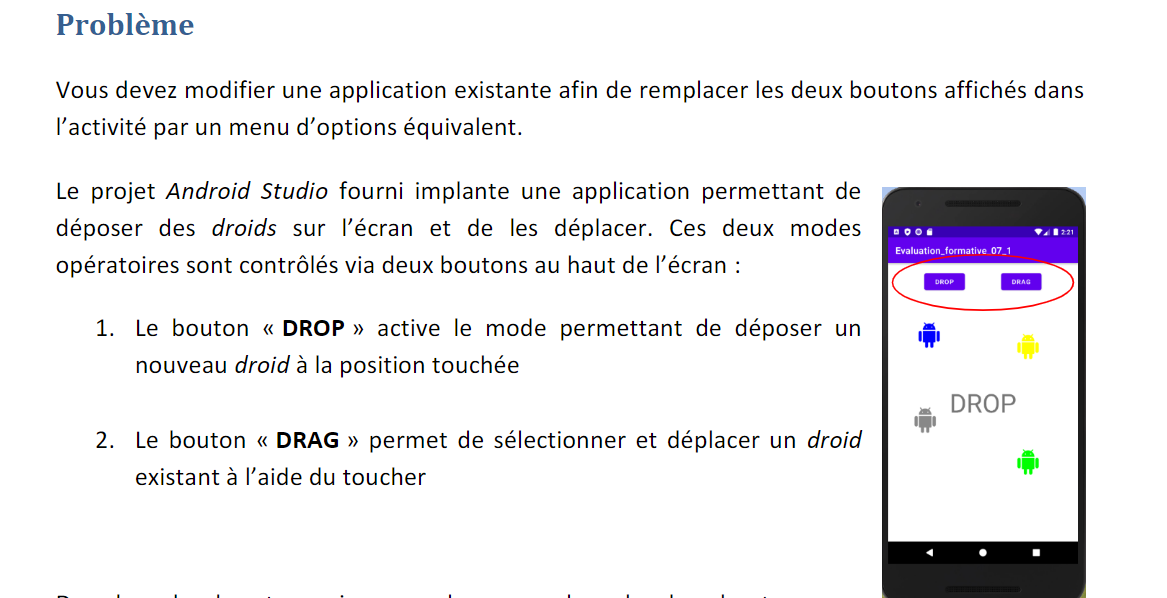 Problème
Vous devez modifier une application existante afin de remplacer les deux boutons affichés dans
l’activité par un menu d’options équivalent.
Le projet Android Studio fourni implante une application permettant de
déposer des droids sur l’écran et de les déplacer. Ces deux modes
opératoires sont contrôlés via deux boutons au haut de l’écran :
1. Le bouton « DROP » active le mode permettant de déposer un
nouveau droid à la position touchée
2. Le bouton « DRAG » permet de sélectionner et déplacer un droid
existant à l’aide du toucher
2:21
Evaluation_formative_07_1
DROP
DRAG
DROP